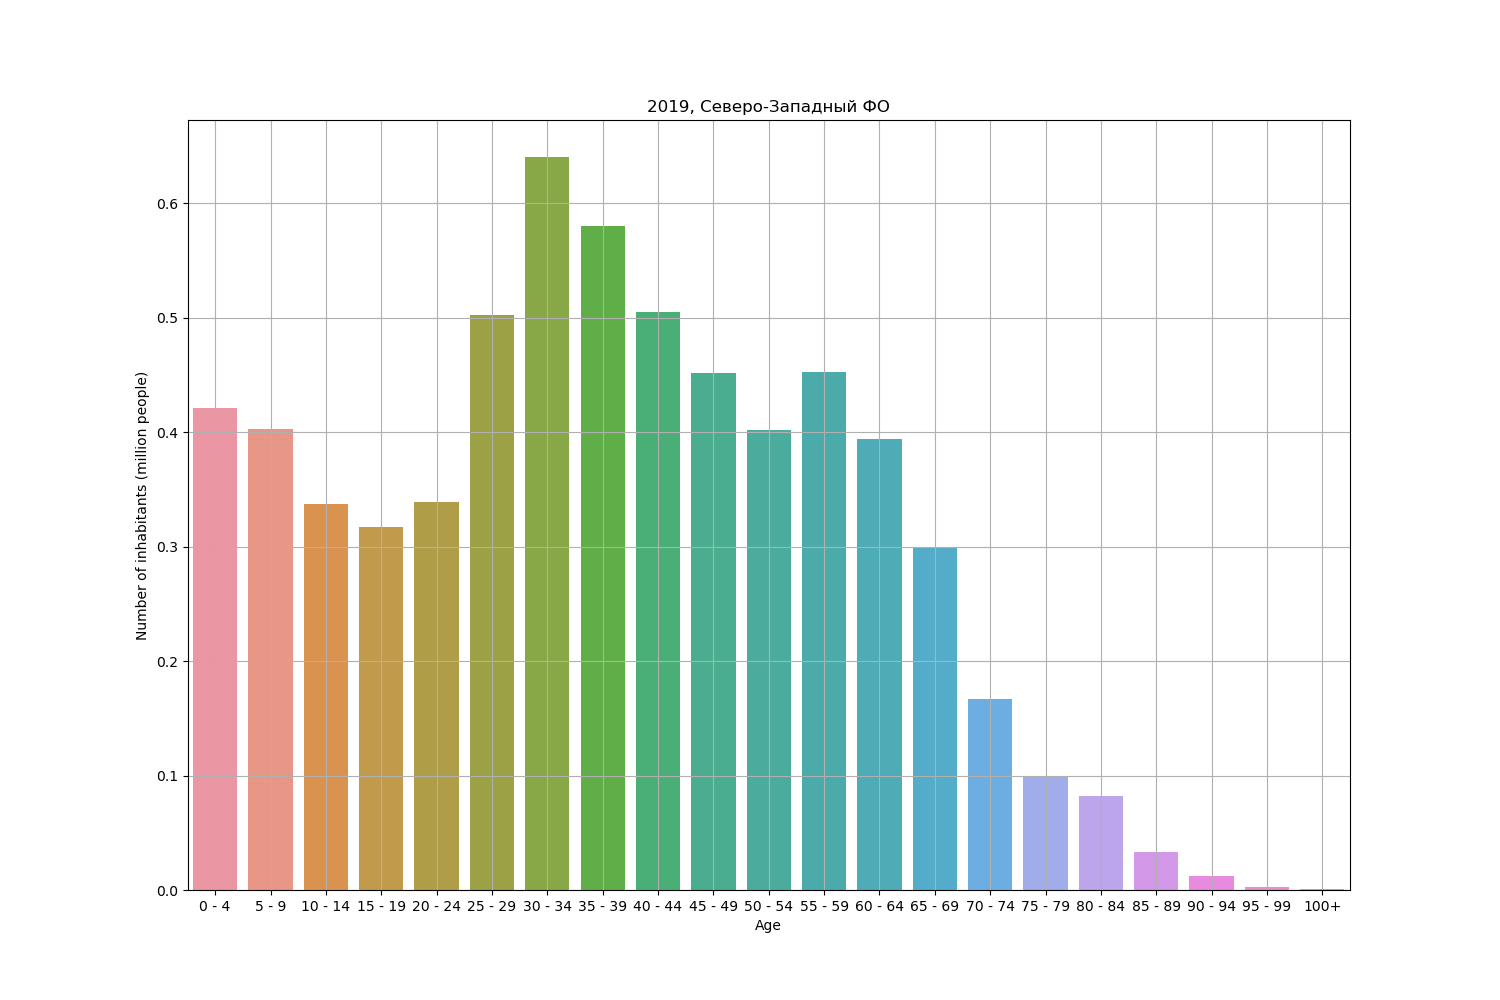 2019, Северо-Западный ФО
Number of inhabitants (million people)
0.6
0.5
0.4
0.3
0.2
0.1
0.0
0 - 4 5 - 9 10 - 14 15 - 19 20 - 24 25 - 29 30 - 34 35 - 39 40 - 44 45 - 49 50 - 54 55 - 59 60 - 64 65 - 69 70 - 74 75 - 79 80 - 84 85 - 89 90 - 94 95 - 99 100+
Age